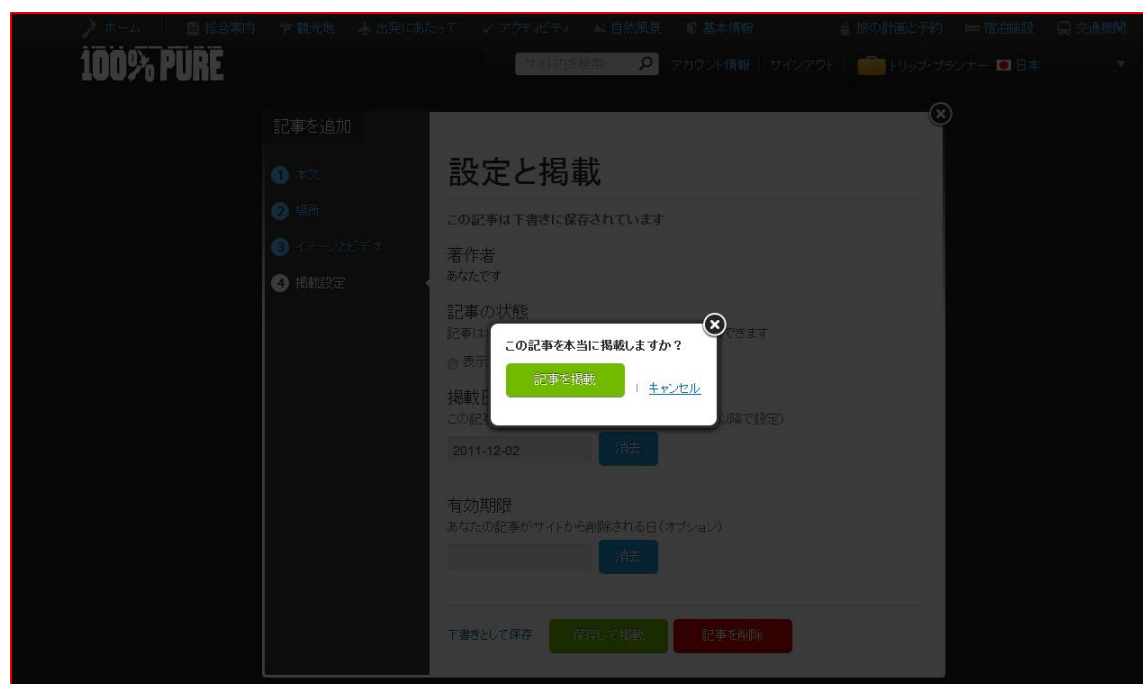 ホーム 総合案内 観光地 出発にあたって アクティビティ 自然風景 基本情報 旅の計画と予約 宿泊施設 交通機関
100% PURE
サイト内を検索 アカウント情報 サインアウト トリップ・プランナー 日本
記事を追加
1 本文
2 場所
3 イメージとビデオ
4 掲載設定
設定と掲載
この記事は下書きに保存されています
著作者
あなたです
記事の状態
記事は できます
表示
この記事を本当に掲載しますか?
記事を掲載 | キャンセル
掲載日
この記 以降で設定)
2011-12-02 消去
有効期限
あなたの記事がサイトから削除される日(オプション)
消去
下書きとして保存 保存して掲載 記事を削除